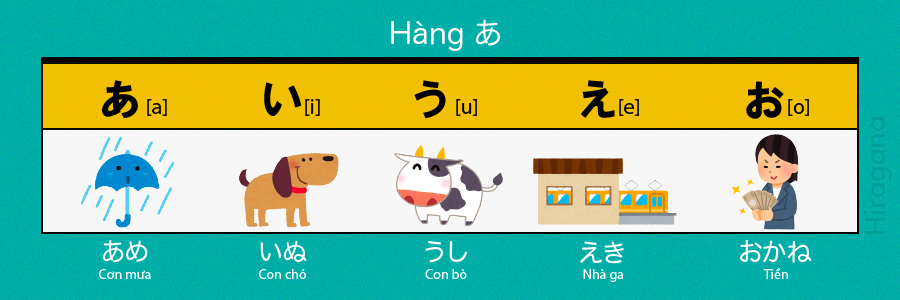 Hàng あ
あ [a] い [i] う [u] え [e] お [o]
あめ いぬ うし えき おかね
Cơn mưa Con chó Con bò Nhà ga Tiền
Hiragana